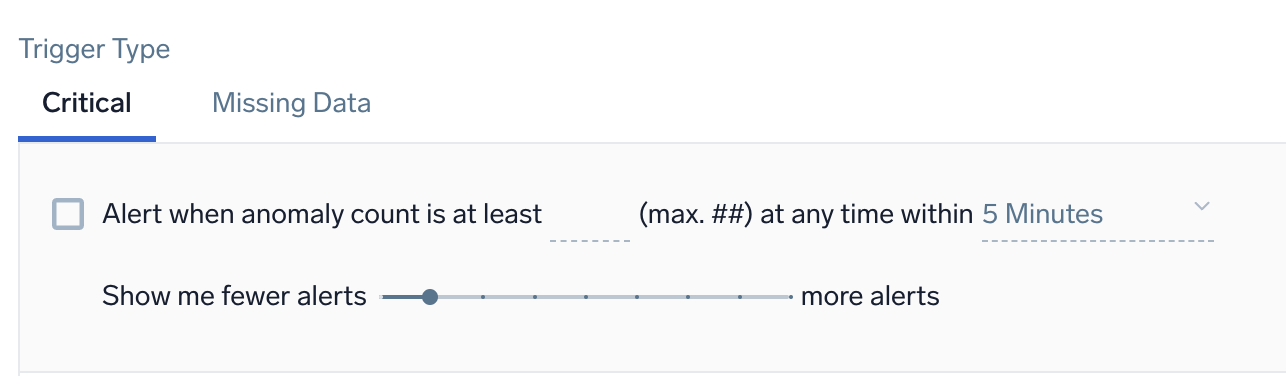 Trigger Type
Critical Missing Data
Alert when anomaly count is at least (max. ##) at any time within 5 Minutes
Show me fewer alerts more alerts